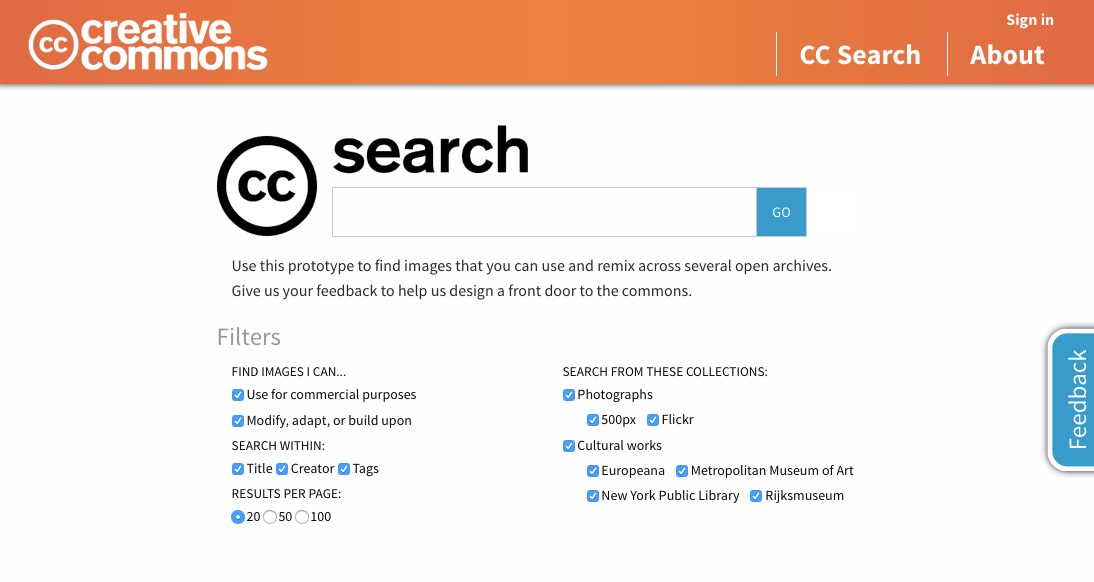 cc creative commons
Sign in
CC Search
About
cc search
GO
Use this prototype to find images that you can use and remix across several open archives.
Give us your feedback to help us design a front door to the commons.
Filters
FIND IMAGES I CAN...
Use for commercial purposes
Modify, adapt, or build upon
SEARCH WITHIN:
Title Creator Tags
RESULTS PER PAGE:
20 50 100
SEARCH FROM THESE COLLECTIONS:
Photographs
500px Flickr
Cultural works
Europeana Metropolitan Museum of Art
New York Public Library Rijksmuseum
Feedback